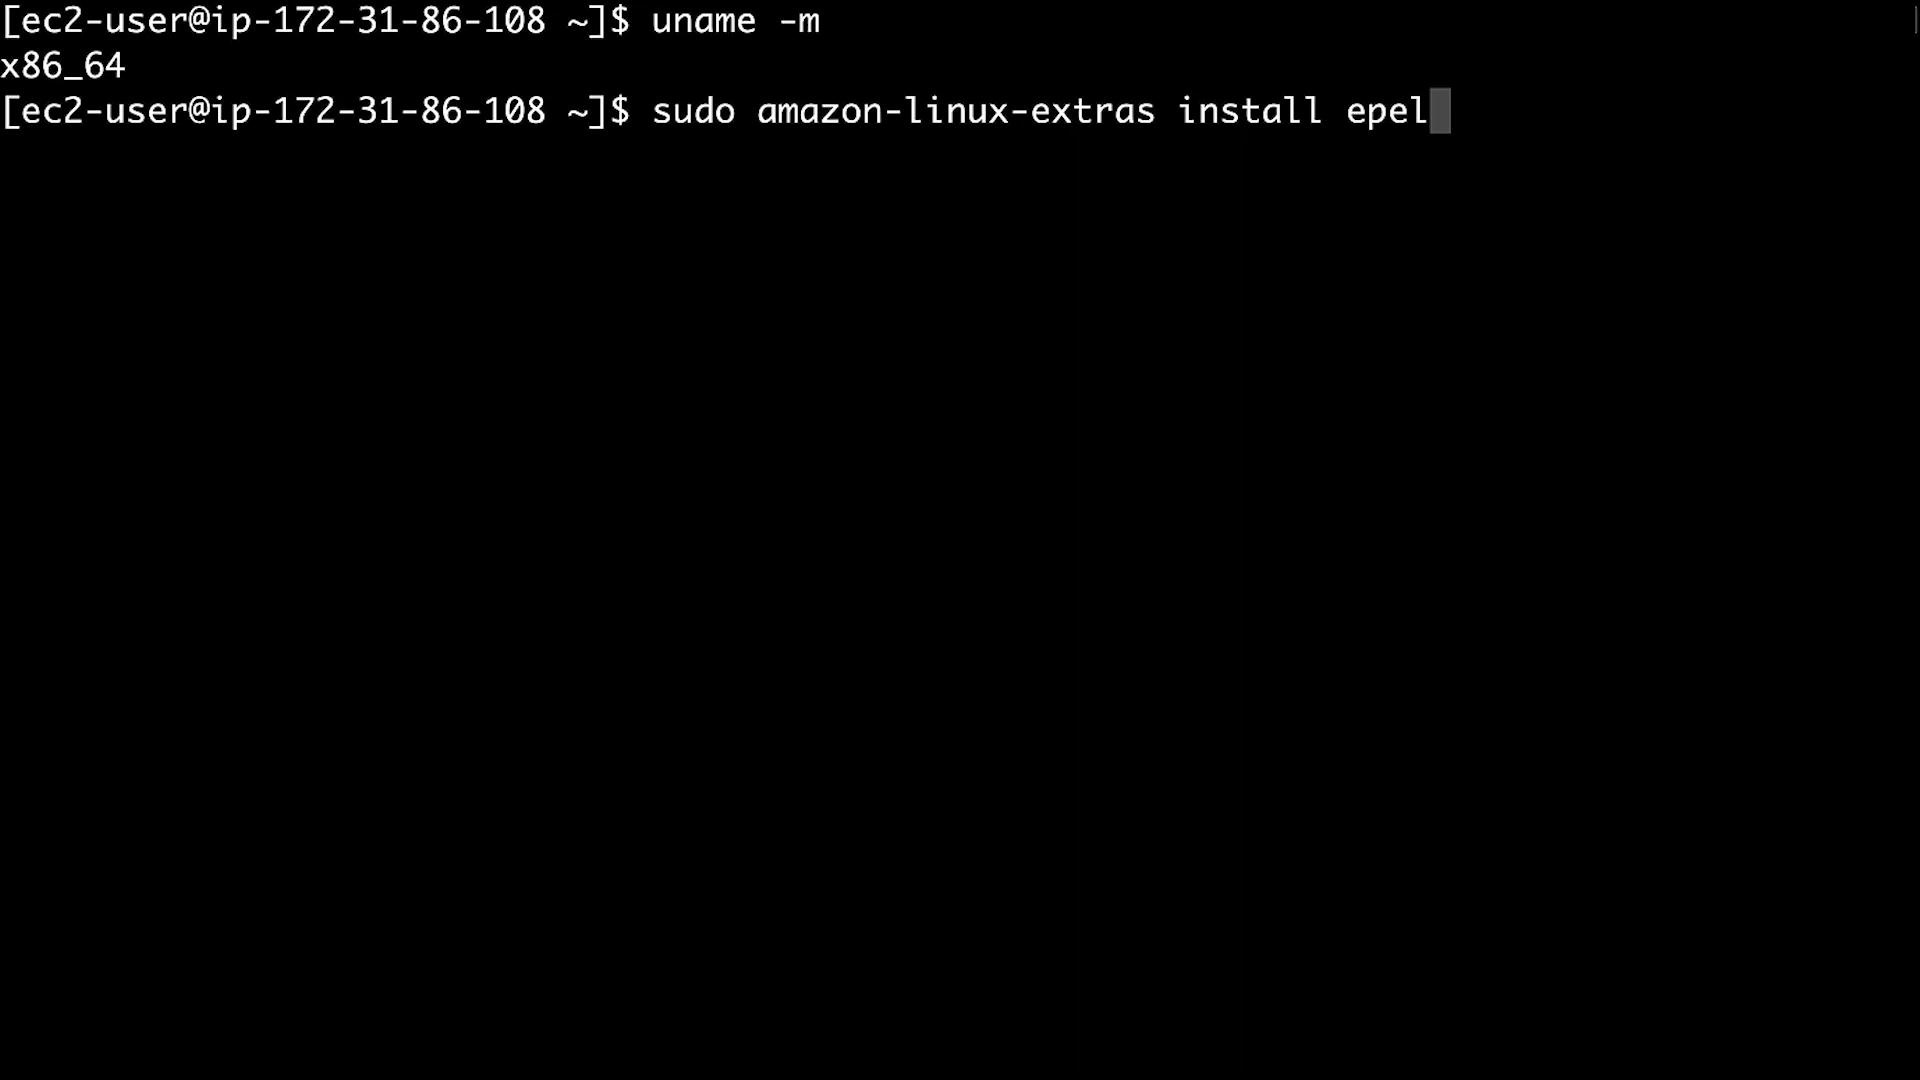 [ec2-user@ip-172-31-86-108 ~]$ uname -m
x86_64
[ec2-user@ip-172-31-86-108 ~]$ sudo amazon-linux-extras install epel